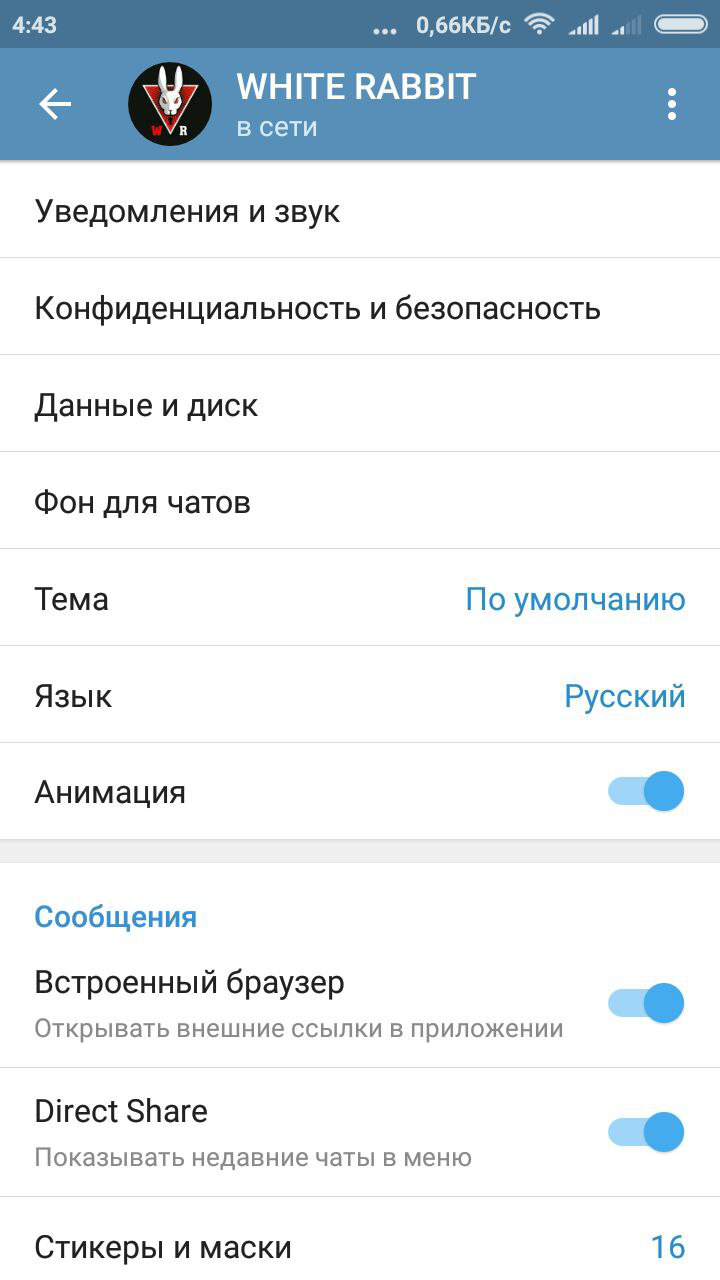 4:43 ... 0,66КБ/с
WHITE RABBIT
в сети
W R
Уведомления и звук
Конфиденциальность и безопасность
Данные и диск
Фон для чатов
Тема По умолчанию
Язык Русский
Анимация
Сообщения
Встроенный браузер
Открывать внешние ссылки в приложении
Direct Share
Показывать недавние чаты в меню
Стикеры и маски 16